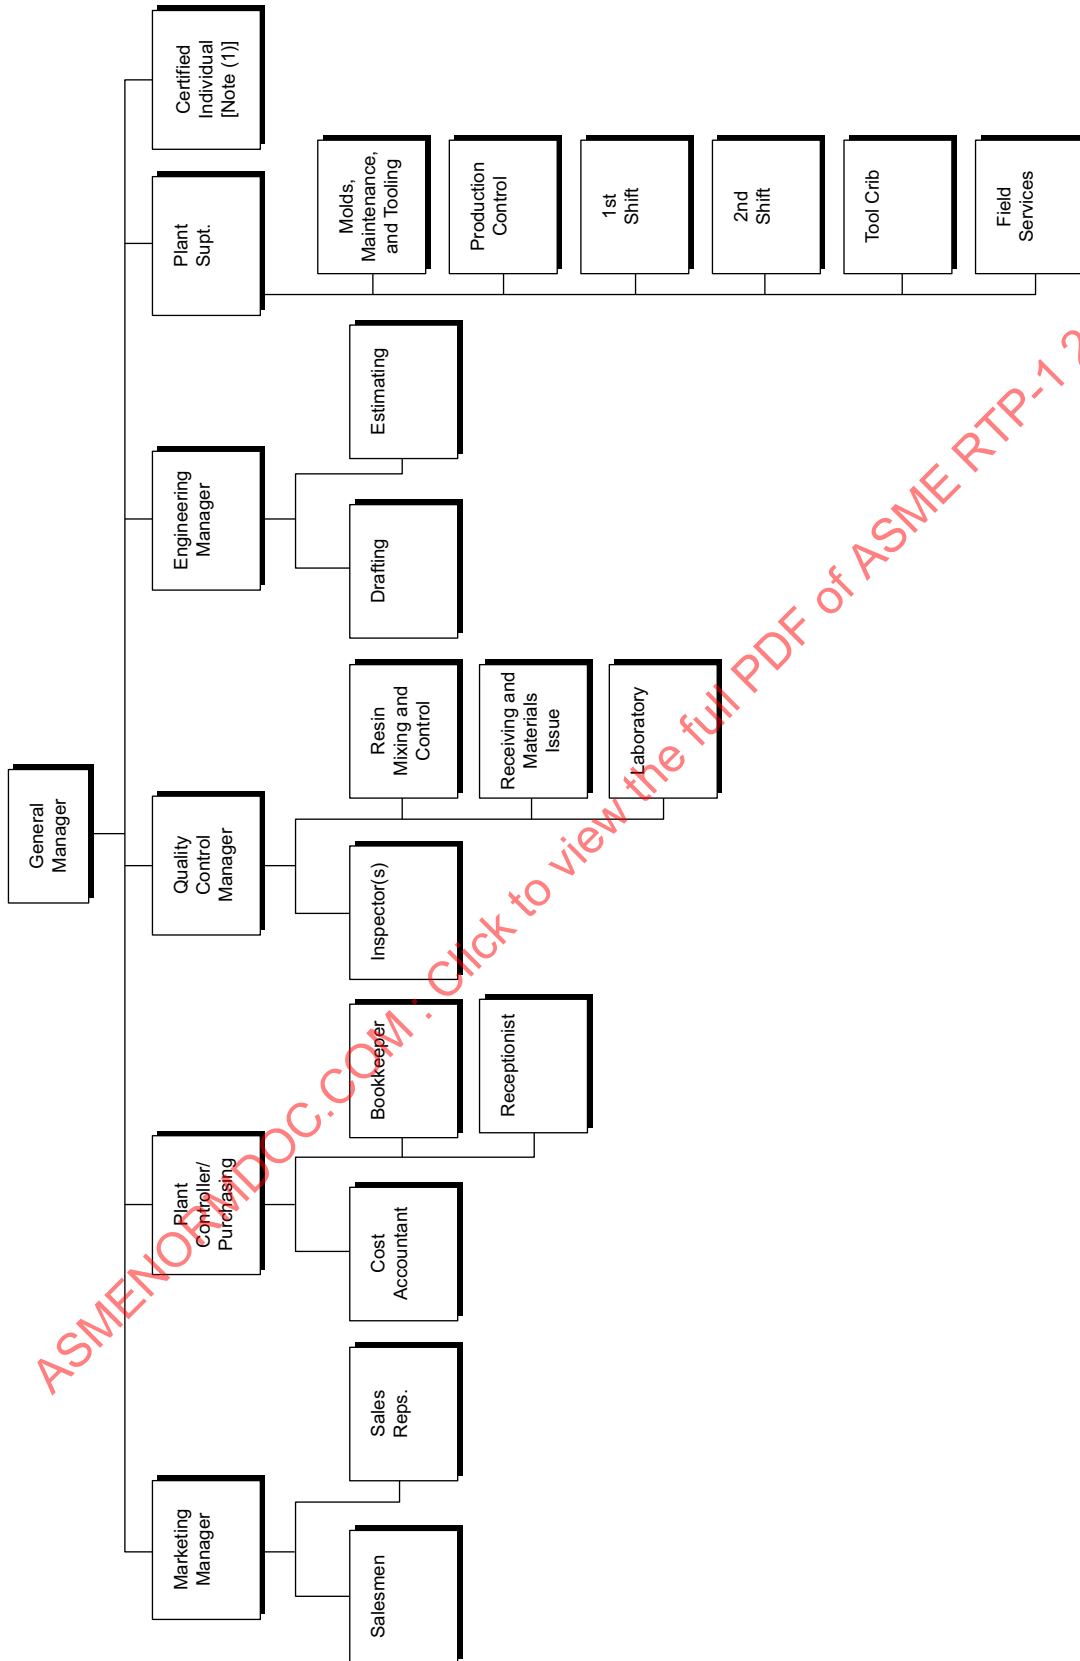 General
Manager
Marketing
Manager
Plant
Controller/
Purchasing
Quality
Control
Manager
Engineering
Manager
Plant
Supt.
Certified
Individual
[Note (1)]
Salesmen
Sales
Reps.
Cost
Accountant
Bookkeeper
Receptionist
Inspector(s)
Resin
Mixing and
Control
Receiving and
Materials
Issue
Laboratory
Drafting
Estimating
Molds,
Maintenance,
and Tooling
Production
Control
1st
Shift
2nd
Shift
Tool Crib
Field
Services
ASMENORMDOC.COM : Click to view the full PDF of ASME RTP-1 2